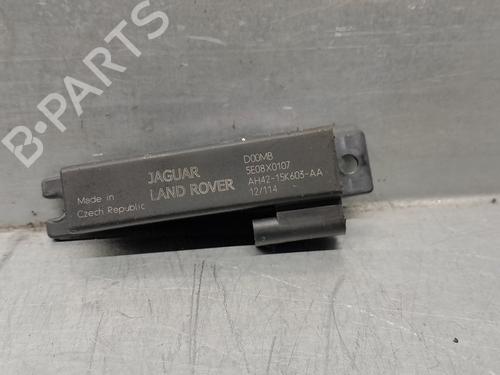 B-PARTS
JAGUAR
LAND ROVER
Made in
Czech Republic
D00MB
5E08X0107
AH42-15K603-AA
12/114